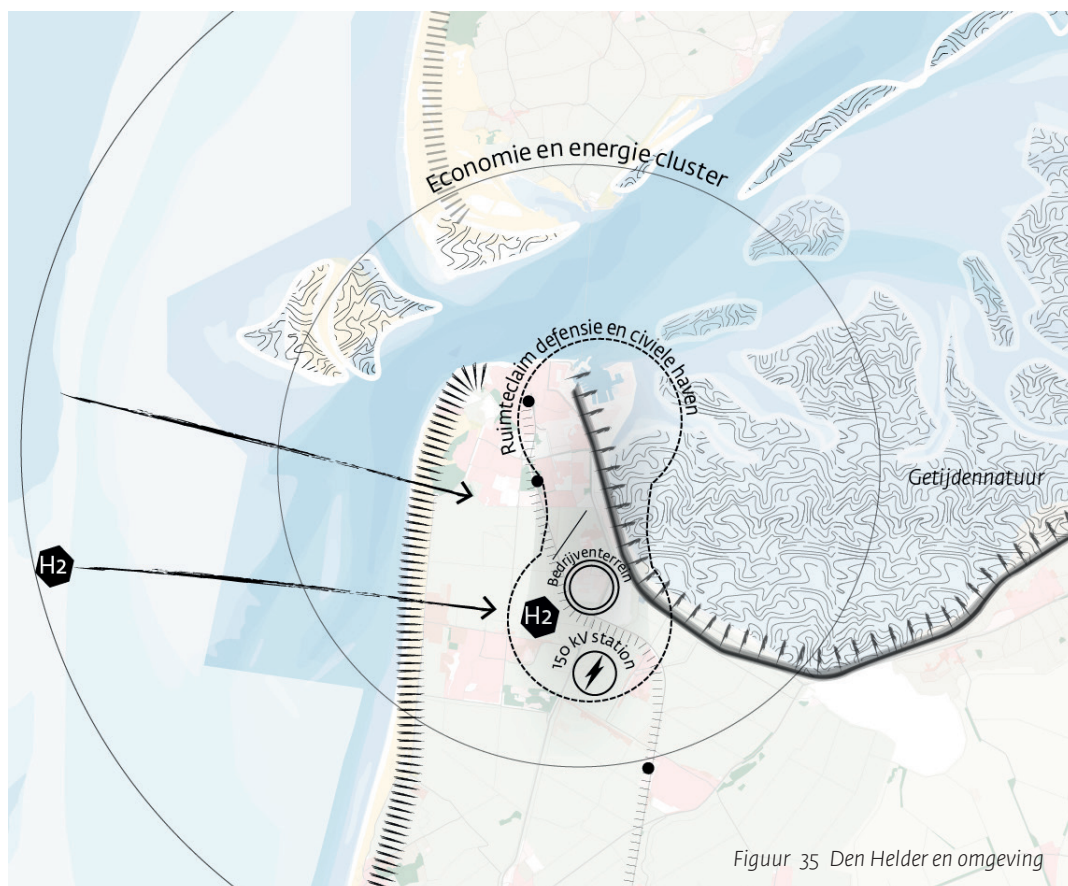 Economie en energie cluster
Ruimteclaim defensie en civiele haven
Getijdennatuur
H2
Bedrijventerrein
H2
150 kV station
Figuur 35 Den Helder en omgeving